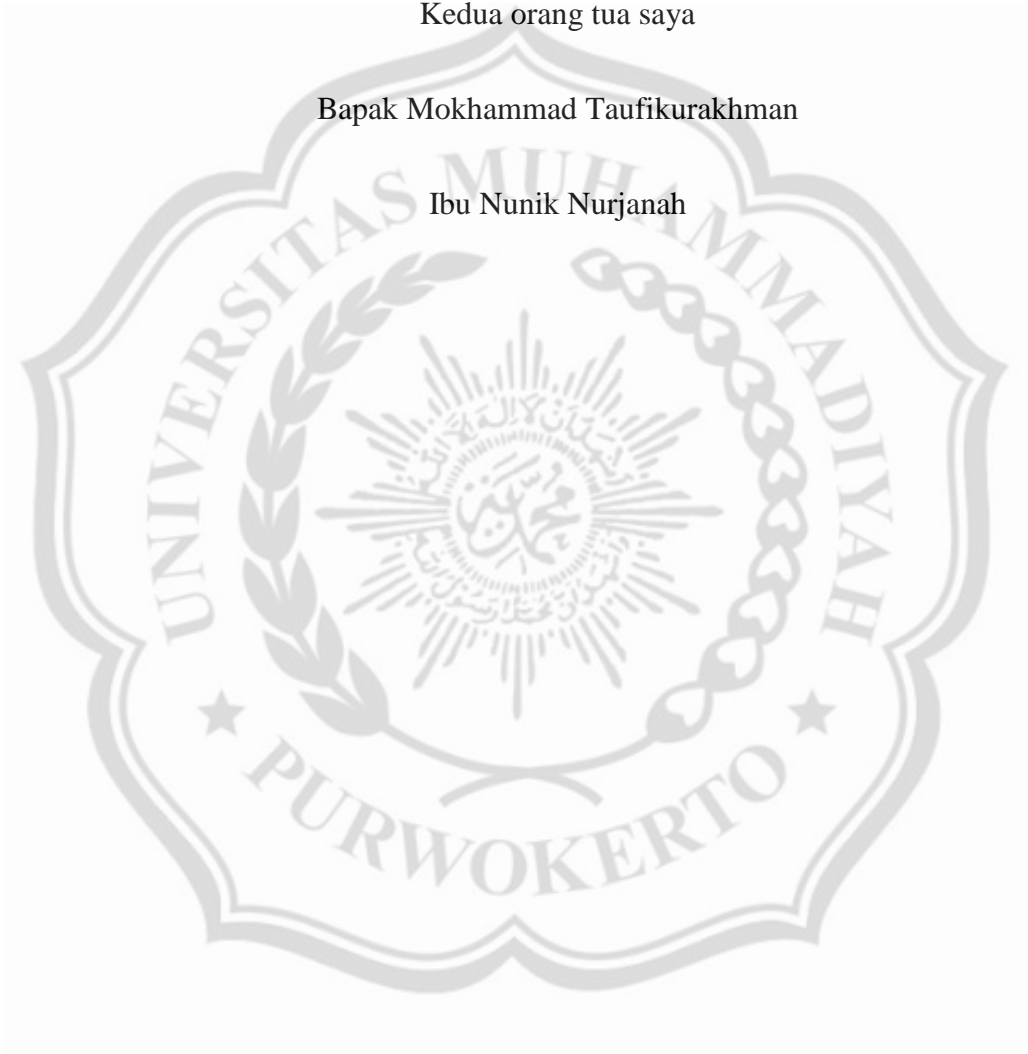 Kedua orang tua saya
Bapak Mokhammad Taufikurakhman
Ibu Nunik Nurjanah
UNIVERSITAS MUHAMMADIYAH
PURWOKERTO